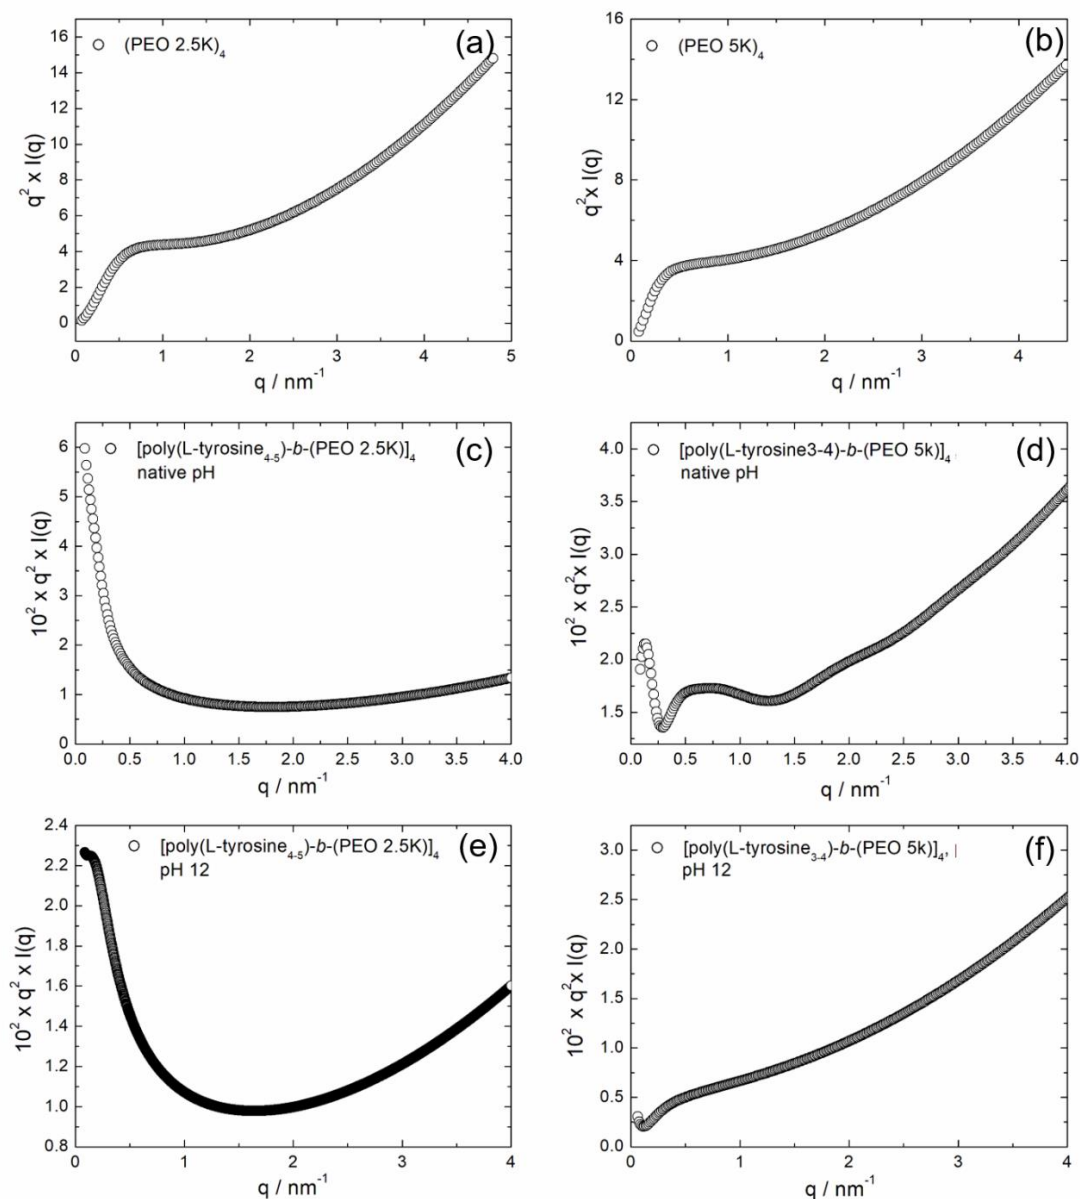 (a)
(PEO 2.5K)₄
q² x I(q)
16
14
12
10
8
6
4
2
0
0 1 2 3 4 5
q / nm⁻¹
(b)
(PEO 5K)₄
q² x I(q)
16
12
8
4
0
0 1 2 3 4
q / nm⁻¹
(c)
[poly(L-tyrosine₄₋₅)-b-(PEO 2.5K)]₄
native pH
10² x q² x I(q)
6
5
4
3
2
1
0
0.0 0.5 1.0 1.5 2.0 2.5 3.0 3.5 4.0
q / nm⁻¹
(d)
[poly(L-tyrosine3-4)-b-(PEO 5k)]₄
native pH
10² x q² x I(q)
4.0
3.5
3.0
2.5
2.0
1.5
0.0 0.5 1.0 1.5 2.0 2.5 3.0 3.5 4.0
q / nm⁻¹
(e)
[poly(L-tyrosine₄₋₅)-b-(PEO 2.5K)]₄
pH 12
10² x q² x I(q)
2.4
2.2
2.0
1.8
1.6
1.4
1.2
1.0
0.8
0 1 2 3 4
q / nm⁻¹
(f)
[poly(L-tyrosine₃₋₄)-b-(PEO 5k)]₄,
pH 12
10² x q² x I(q)
3.0
2.5
2.0
1.5
1.0
0.5
0.0
0 1 2 3 4
q / nm⁻¹